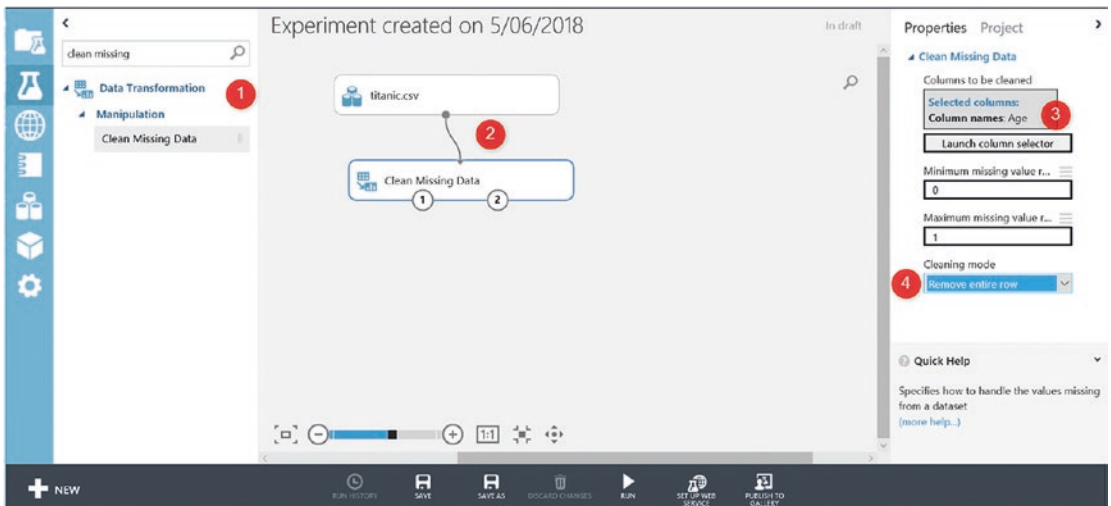 Experiment created on 5/06/2018
In draft
Properties Project
clean missing
Data Transformation
1
Manipulation
Clean Missing Data
titanic.csv
2
Clean Missing Data
1
2
Clean Missing Data
Columns to be cleaned
Selected columns:
Column names: Age
3
Launch column selector
Minimum missing value r...
0
Maximum missing value r...
1
Cleaning mode
4
Remove entire row
Quick Help
Specifies how to handle the values missing
from a dataset
(more help...)
1:1
NEW
RUN HISTORY
SAVE
SAVE AS
DISCARD CHANGES
RUN
SET UP WEB
SERVICE
PUBLISH TO
GALLERY